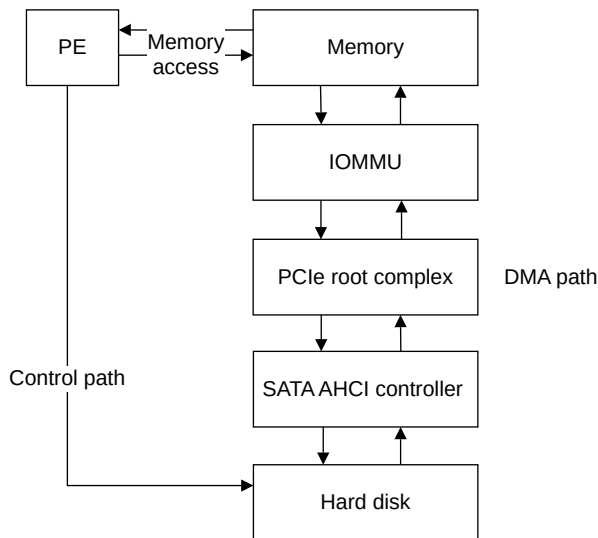 PE
Memory
access
Memory
IOMMU
PCIe root complex
DMA path
Control path
SATA AHCI controller
Hard disk